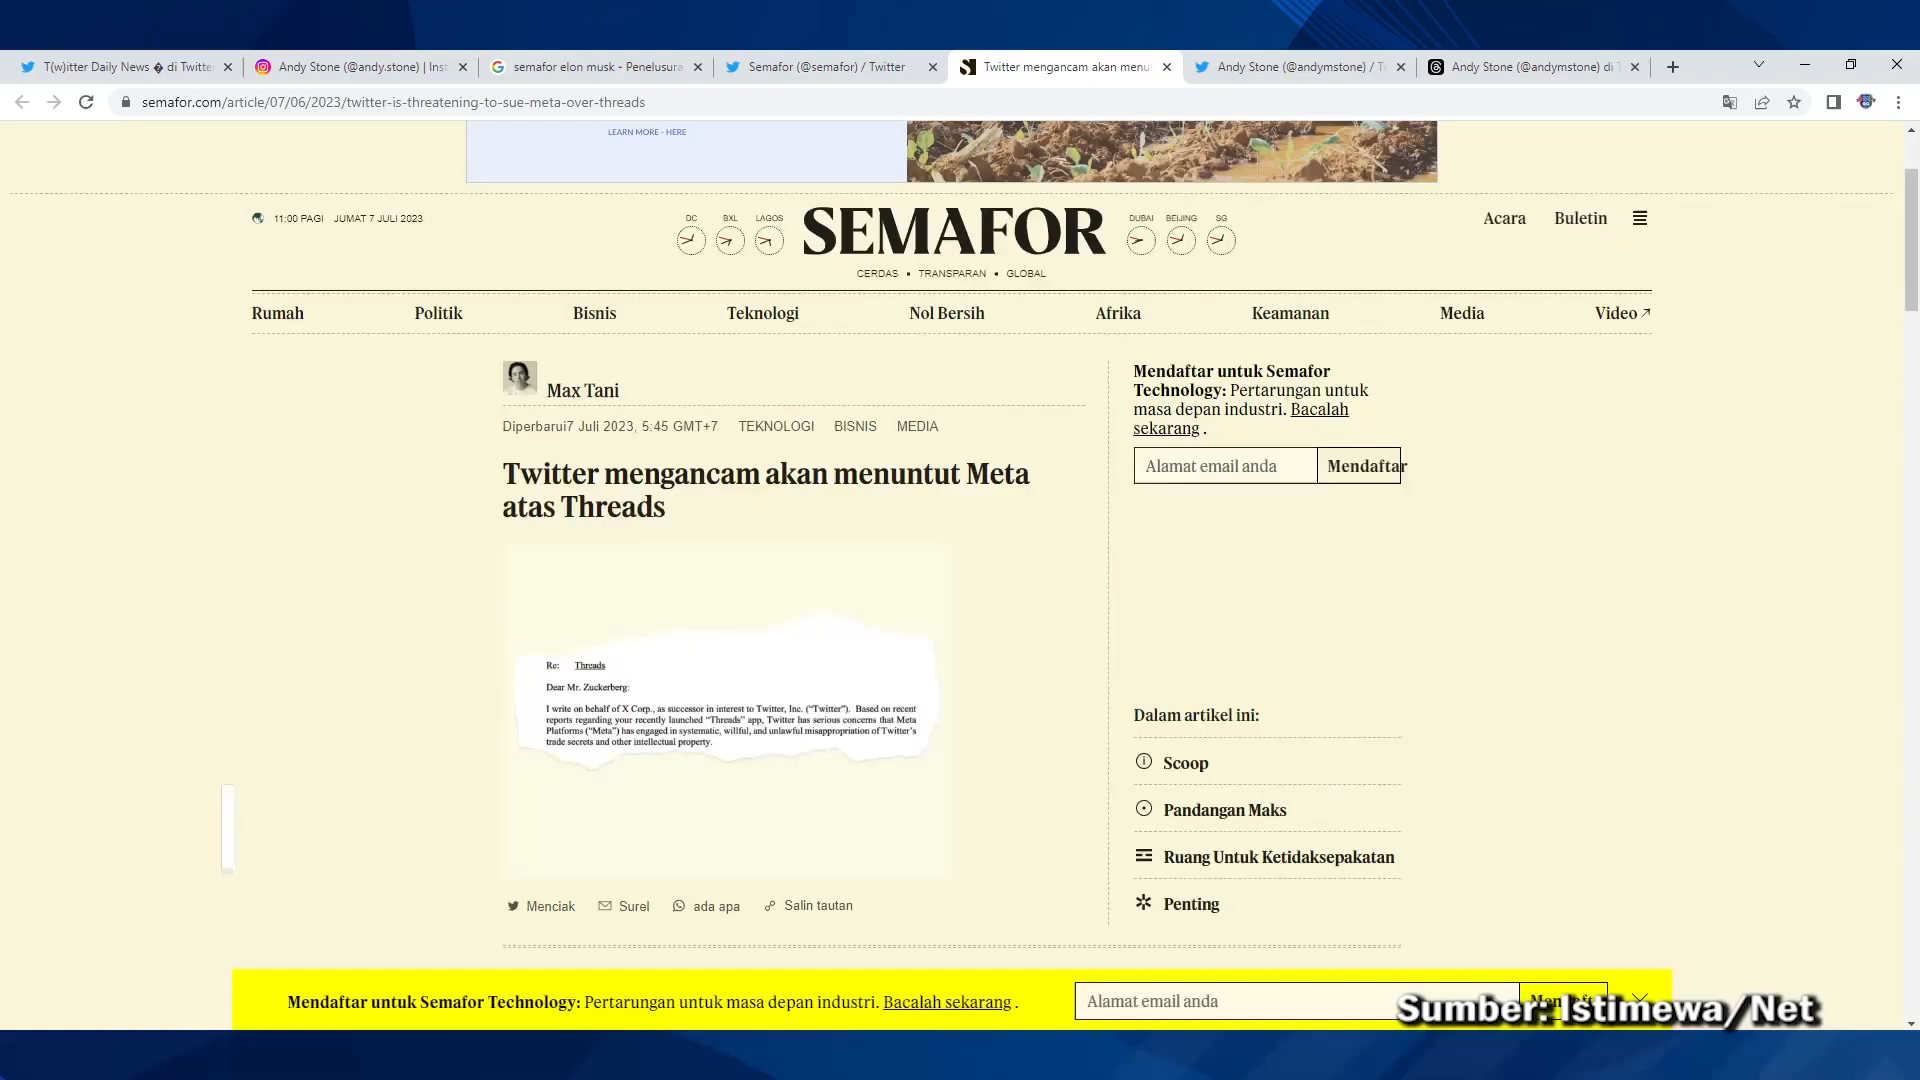 T(w)itter Daily News � di Twitte
Andy Stone (@andy.stone) | Inst
semafor elon musk - Penelusura
Semafor (@semafor) / Twitter
Twitter mengancam akan menu
Andy Stone (@andymstone) / T
Andy Stone (@andymstone) di
semafor.com/article/07/06/2023/twitter-is-threatening-to-sue-meta-over-threads
LEARN MORE - HERE
11:00 PAGI JUMAT 7 JULI 2023
DC BXL LAGOS
SEMAFOR
DUBAI BEIJING SG
CERDAS • TRANSPARAN • GLOBAL
Acara Buletin
Rumah Politik Bisnis Teknologi Nol Bersih Afrika Keamanan Media Video
Max Tani
Diperbarui7 Juli 2023, 5:45 GMT+7 TEKNOLOGI BISNIS MEDIA
Twitter mengancam akan menuntut Meta
atas Threads
Re: Threads
Dear Mr. Zuckerberg:
I write on behalf of X Corp., as successor in interest to Twitter, Inc. ("Twitter"). Based on recent
reports regarding your recently launched "Threads" app, Twitter has serious concerns that Meta
Platforms ("Meta") has engaged in systematic, willful, and unlawful misappropriation of Twitter's
trade secrets and other intellectual property.
Menciak Surel ada apa Salin tautan
Mendaftar untuk Semafor
Technology: Pertarungan untuk
masa depan industri. Bacalah
sekarang .
Alamat email anda Mendaftar
Dalam artikel ini:
Scoop
Pandangan Maks
Ruang Untuk Ketidaksepakatan
Penting
Mendaftar untuk Semafor Technology: Pertarungan untuk masa depan industri. Bacalah sekarang .
Alamat email anda
Sumber: Istimewa/Net